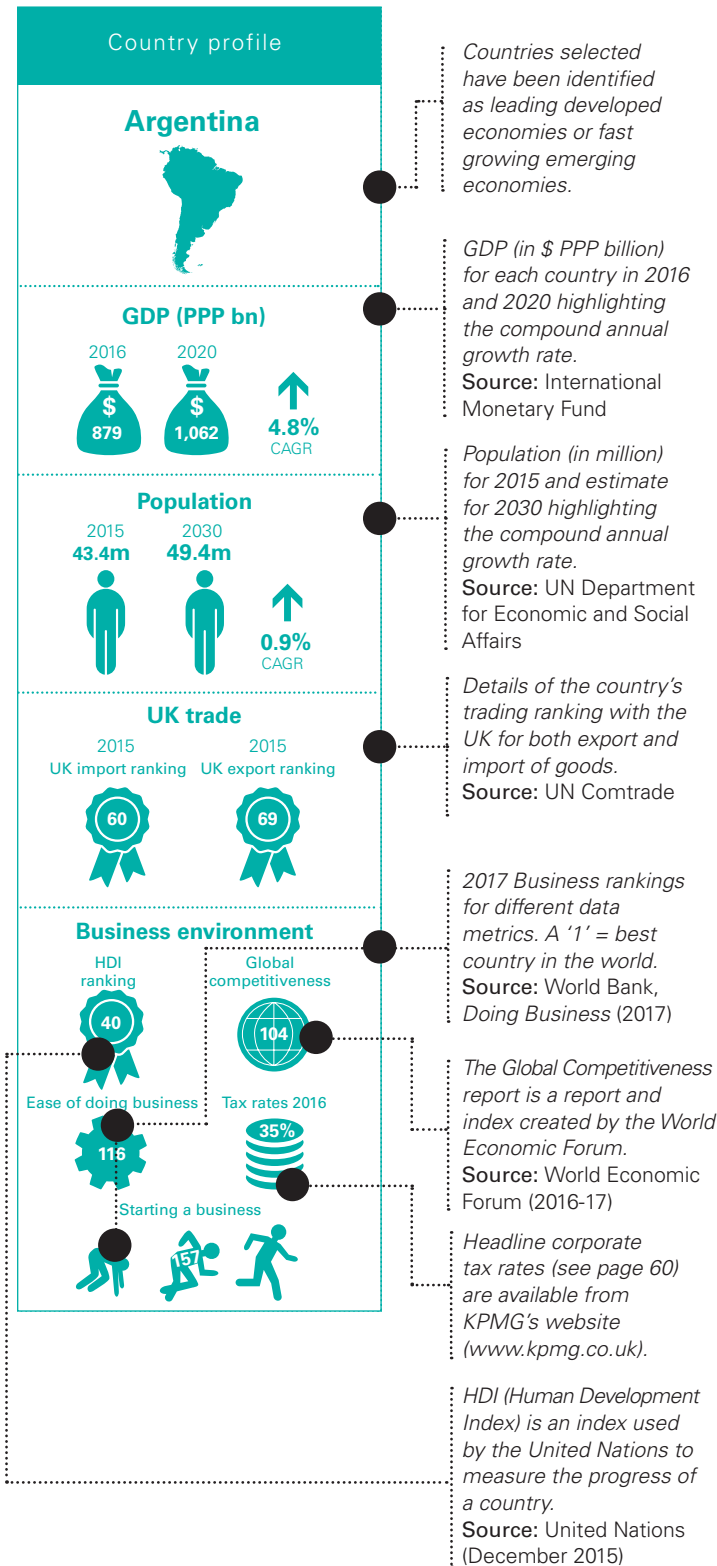 Country profile
Argentina
GDP (PPP bn)
2016 2020
$ $
879 1,062
4.8%
CAGR
Population
2015 2030
43.4m 49.4m
0.9%
CAGR
UK trade
2015 2015
UK import ranking UK export ranking
60 69
Business environment
HDI
ranking
Global
competitiveness
40 104
Ease of doing business Tax rates 2016
116 35%
Starting a business
157
Countries selected
have been identified
as leading developed
economies or fast
growing emerging
economies.
GDP (in $ PPP billion)
for each country in 2016
and 2020 highlighting
the compound annual
growth rate.
Source: International
Monetary Fund
Population (in million)
for 2015 and estimate
for 2030 highlighting
the compound annual
growth rate.
Source: UN Department
for Economic and Social
Affairs
Details of the country's
trading ranking with the
UK for both export and
import of goods.
Source: UN Comtrade
2017 Business rankings
for different data
metrics. A ‘1’ = best
country in the world.
Source: World Bank,
Doing Business (2017)
The Global Competitiveness
report is a report and
index created by the World
Economic Forum.
Source: World Economic
Forum (2016-17)
Headline corporate
tax rates (see page 60)
are available from
KPMG's website
(www.kpmg.co.uk).
HDI (Human Development
Index) is an index used
by the United Nations to
measure the progress of
a country.
Source: United Nations
(December 2015)